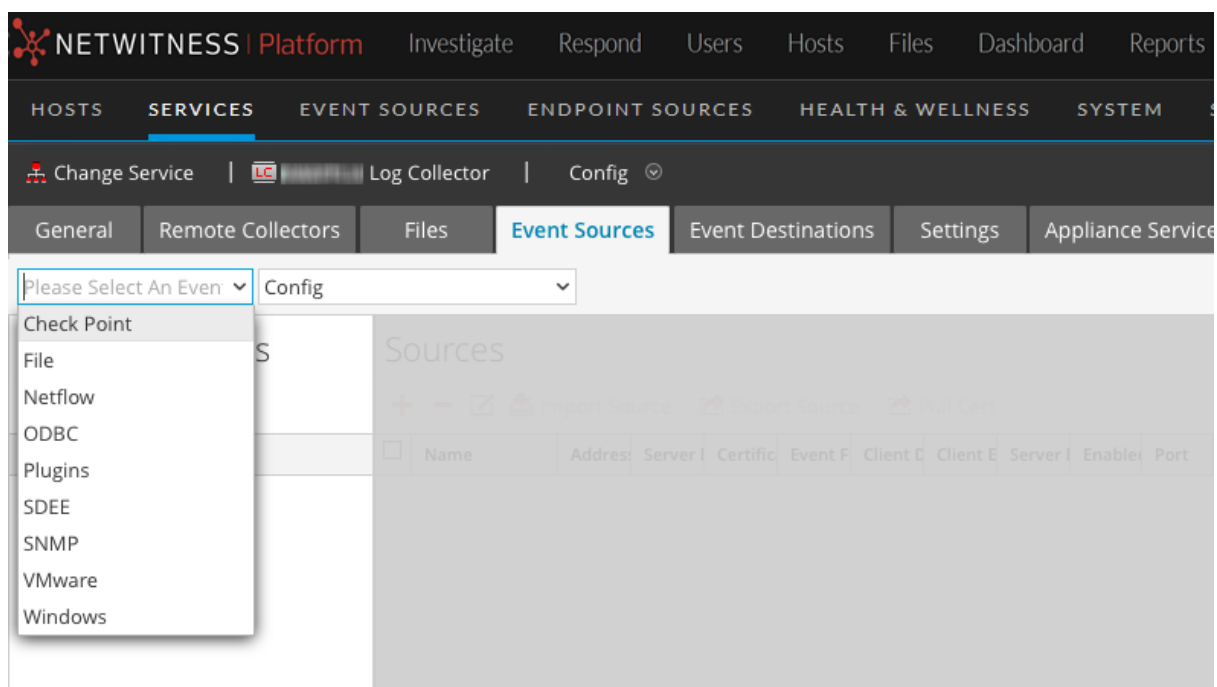 NETWITNESS | Platform Investigate Respond Users Hosts Files Dashboard Reports
HOSTS SERVICES EVENT SOURCES ENDPOINT SOURCES HEALTH & WELLNESS SYSTEM
Change Service | LC Log Collector | Config
General Remote Collectors Files Event Sources Event Destinations Settings Appliance Service
Please Select An Even Config
Check Point
File
Netflow
ODBC
Plugins
SDEE
SNMP
VMware
Windows
s
Sources
Import Source Export Source Pull Cert
Name Addres Server Certific Event F Client D Client E Server Enable Port